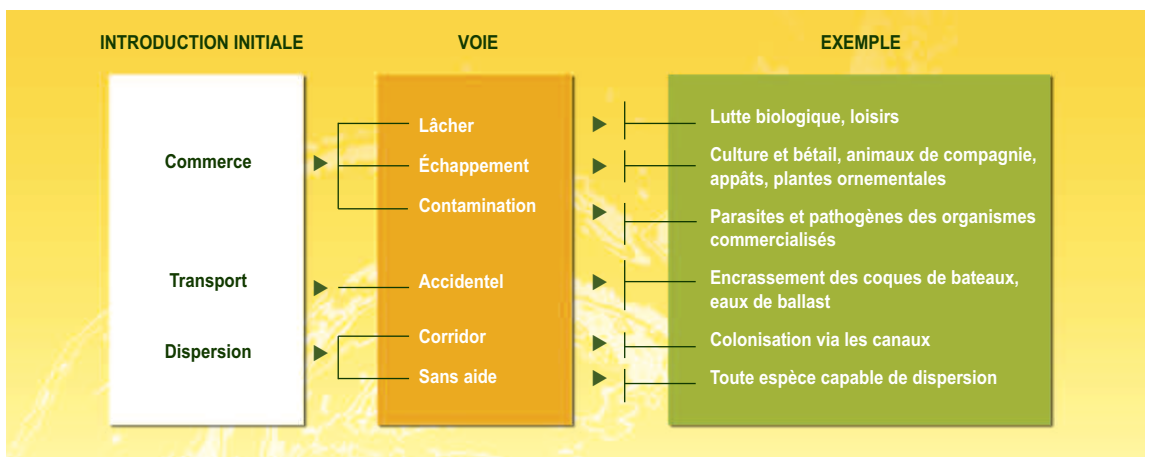 INTRODUCTION INITIALE
VOIE
EXEMPLE
Commerce
Lâcher
Échappement
Contamination
Lutte biologique, loisirs
Culture et bétail, animaux de compagnie,
appâts, plantes ornementales
Parasites et pathogènes des organismes
commercialisés
Transport
Accidentel
Encrassement des coques de bateaux,
eaux de ballast
Dispersion
Corridor
Sans aide
Colonisation via les canaux
Toute espèce capable de dispersion